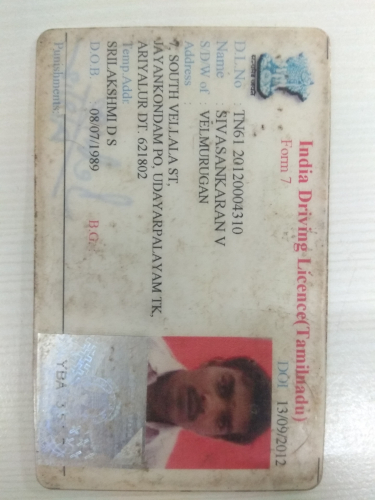 India Driving Licence(Tamilnadu)
Form 7
DOI 13/09/2012
D.L.No TN61 20120004310
Name SIVASANKARAN V
S/D/W of VELMURUGAN
Address
7, SOUTH VELLALA ST,
JAYANKONDAM PO, UDAYARPALAYAM TK,
ARIYALUR DT. 621802
Temp.Addr.
SRILAKSHMI D S
D O B 08/07/1989 B.G.